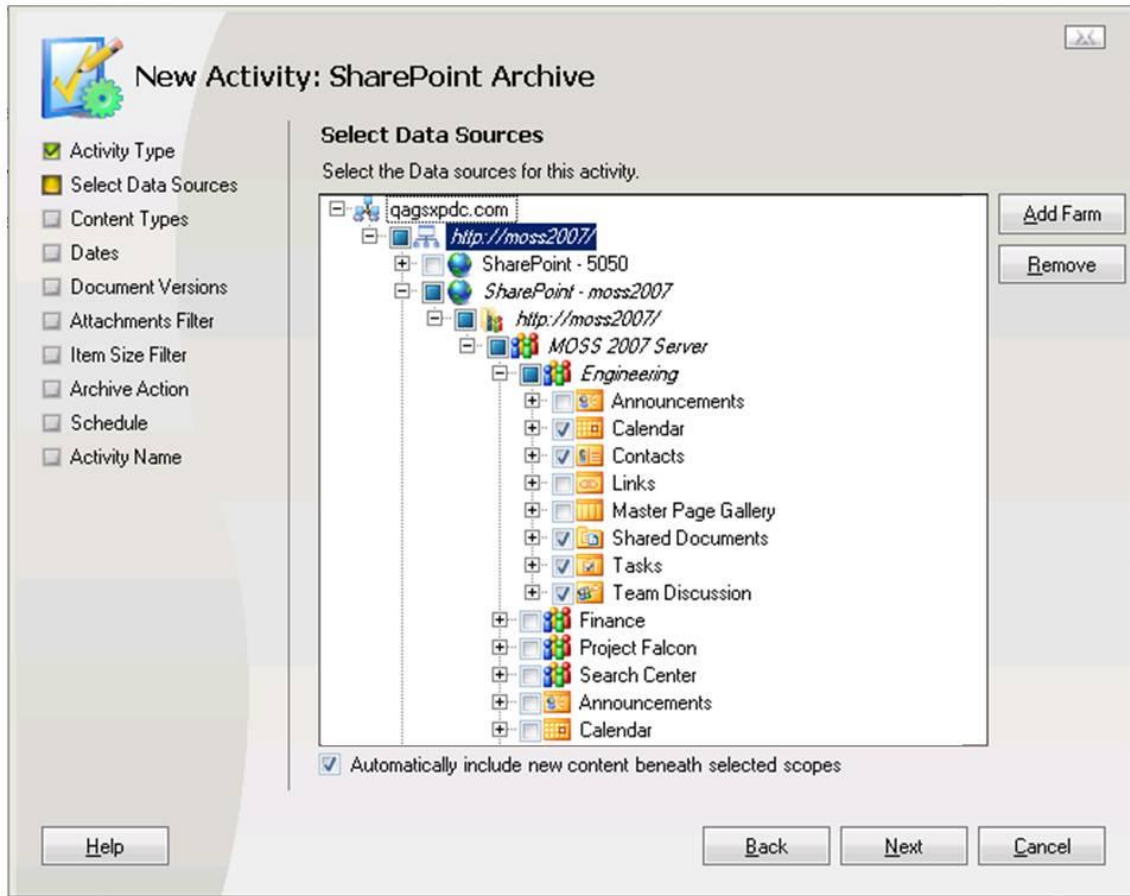 New Activity: SharePoint Archive
Activity Type
Select Data Sources
Content Types
Dates
Document Versions
Attachments Filter
Item Size Filter
Archive Action
Schedule
Activity Name
Select Data Sources
Select the Data sources for this activity.
qagsxpdc.com
http://moss2007/
SharePoint - 5050
SharePoint - moss2007
http://moss2007/
MOSS 2007 Server
Engineering
Announcements
Calendar
Contacts
Links
Master Page Gallery
Shared Documents
Tasks
Team Discussion
Finance
Project Falcon
Search Center
Announcements
Calendar
Add Farm
Remove
Automatically include new content beneath selected scopes
Help
Back
Next
Cancel